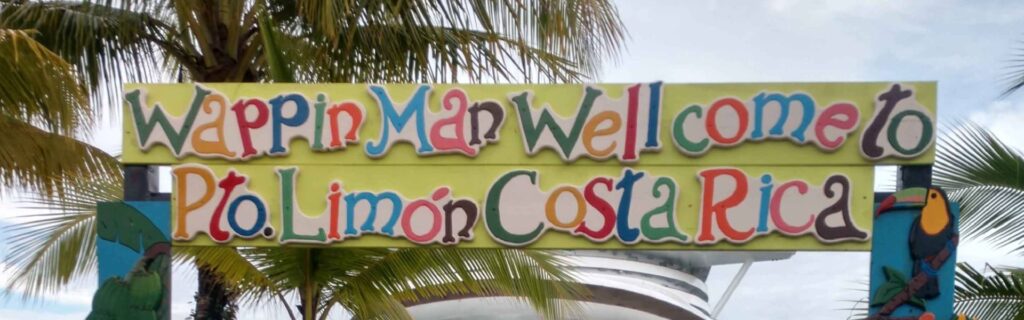 Wappin Man Well come to
Pto. Limón Costa Rica